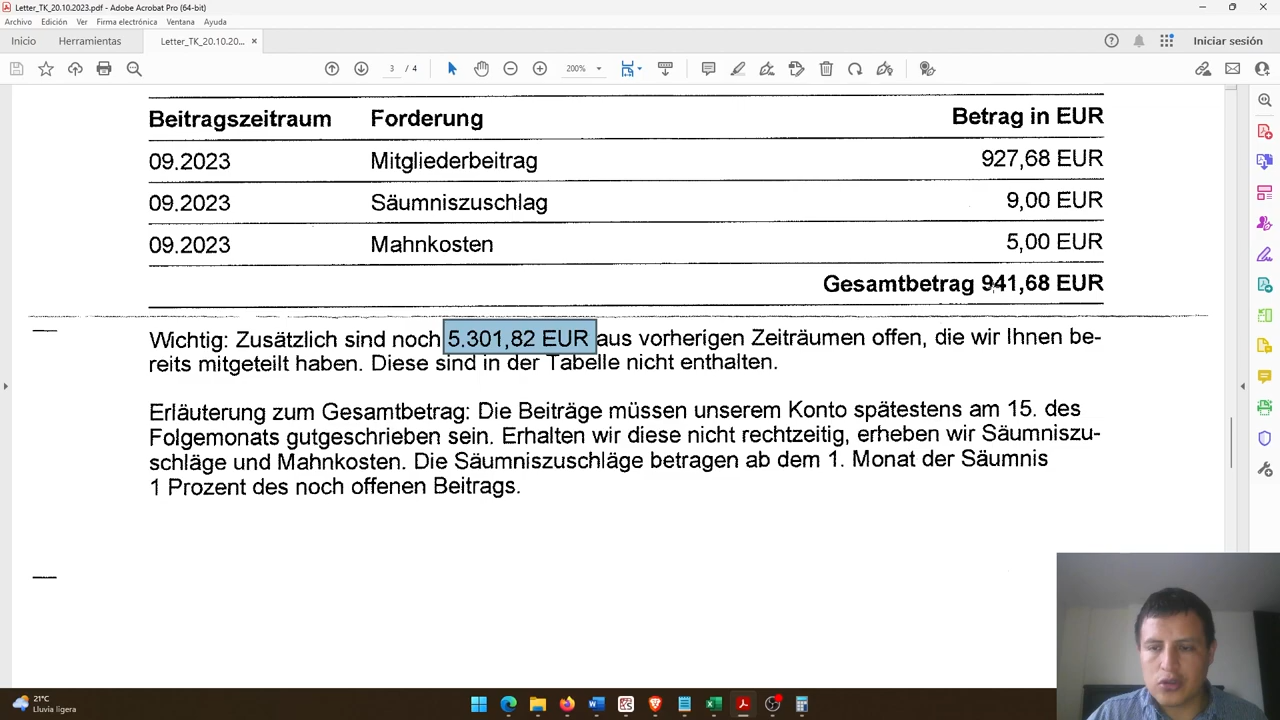 Letter_TK_20.10.2023.pdf - Adobe Acrobat Pro (64-bit)
Archivo Edición Ver Firma electrónica Ventana Ayuda
Inicio Herramientas Letter_TK_20.10.20... × Iniciar sesión
3 / 4 200%
Beitragszeitraum Forderung Betrag in EUR
09.2023 Mitgliederbeitrag 927,68 EUR
09.2023 Säumniszuschlag 9,00 EUR
09.2023 Mahnkosten 5,00 EUR
Gesamtbetrag 941,68 EUR
Wichtig: Zusätzlich sind noch 5.301,82 EUR aus vorherigen Zeiträumen offen, die wir Ihnen be-
reits mitgeteilt haben. Diese sind in der Tabelle nicht enthalten.
Erläuterung zum Gesamtbetrag: Die Beiträge müssen unserem Konto spätestens am 15. des
Folgemonats gutgeschrieben sein. Erhalten wir diese nicht rechtzeitig, erheben wir Säumniszu-
schläge und Mahnkosten. Die Säumniszuschläge betragen ab dem 1. Monat der Säumnis
1 Prozent des noch offenen Beitrags.
21°C
Lluvia ligera